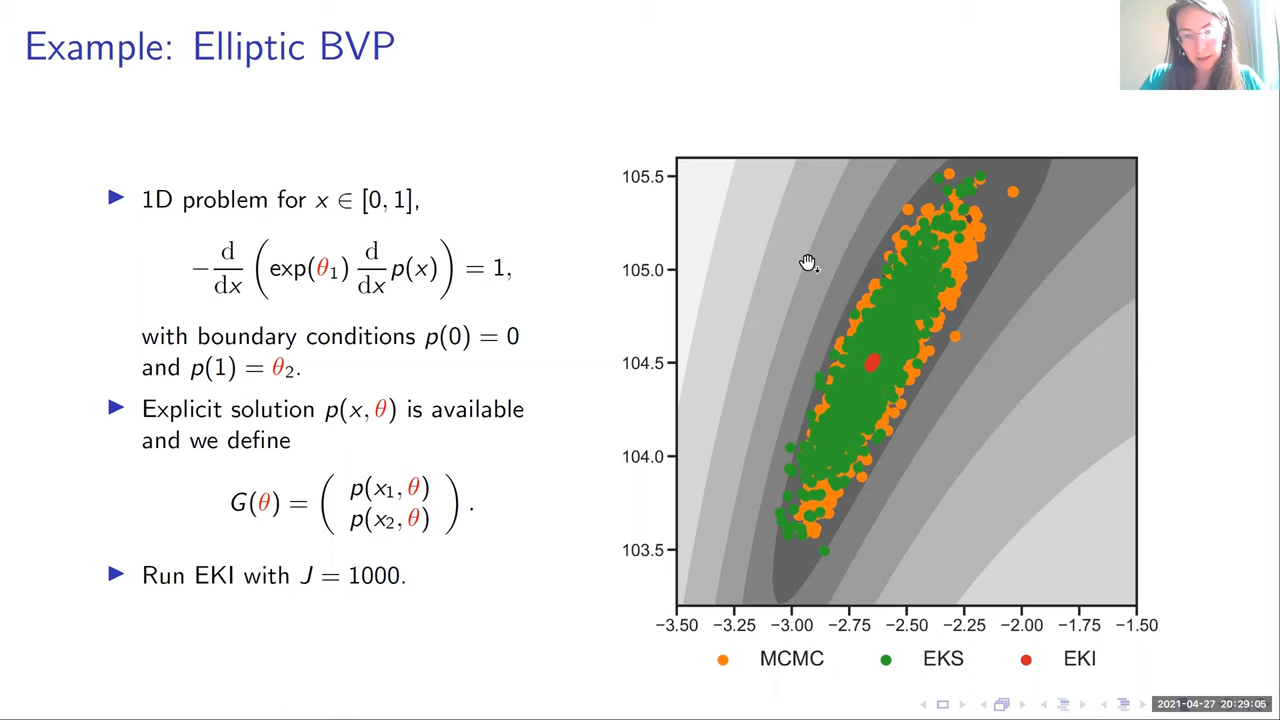 Example: Elliptic BVP
1D problem for x ∈ [0, 1],
− d/dx ( exp(θ₁) d/dx p(x) ) = 1,
with boundary conditions p(0) = 0
and p(1) = θ₂.
Explicit solution p(x, θ) is available
and we define
G(θ) = ( p(x₁, θ)
p(x₂, θ) ) .
Run EKI with J = 1000.
105.5
105.0
104.5
104.0
103.5
−3.50 −3.25 −3.00 −2.75 −2.50 −2.25 −2.00 −1.75 −1.50
MCMC EKS EKI
2021-04-27 20:29:05